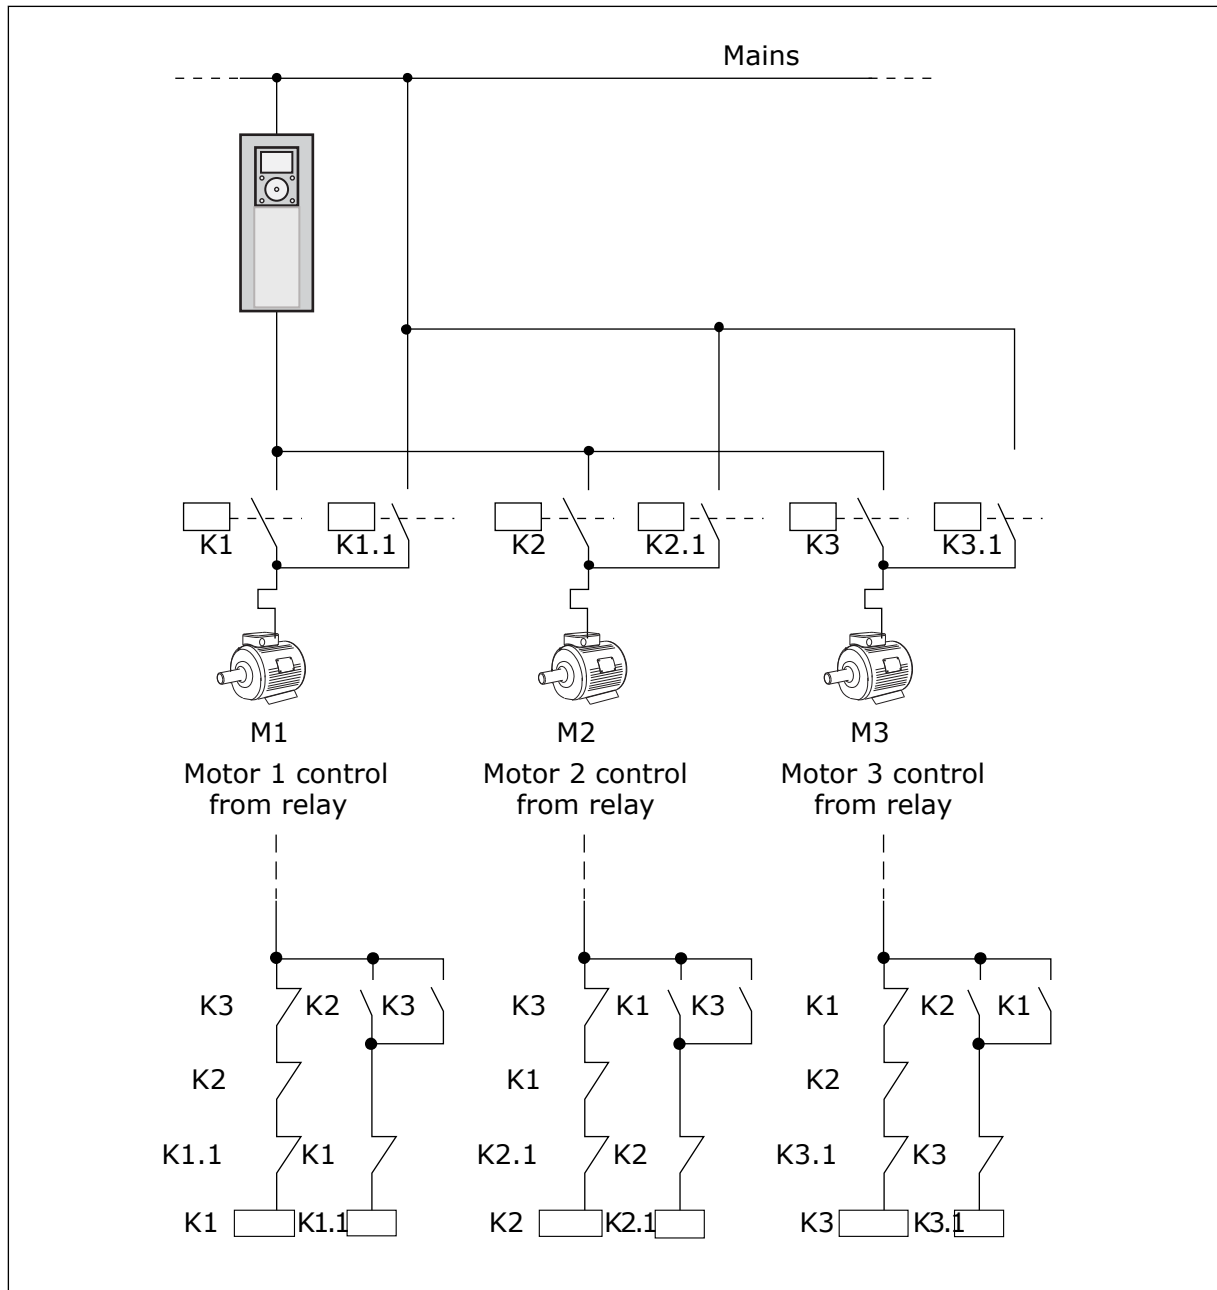 Mains
K1 K1.1 K2 K2.1 K3 K3.1
M1 M2 M3
Motor 1 control Motor 2 control Motor 3 control
from relay from relay from relay
K3 K2 K3 K3 K1 K3 K1 K2 K1
K2 K1 K2
K1.1 K1 K2.1 K2 K3.1 K3
K1 K1.1 K2 K2.1 K3 K3.1